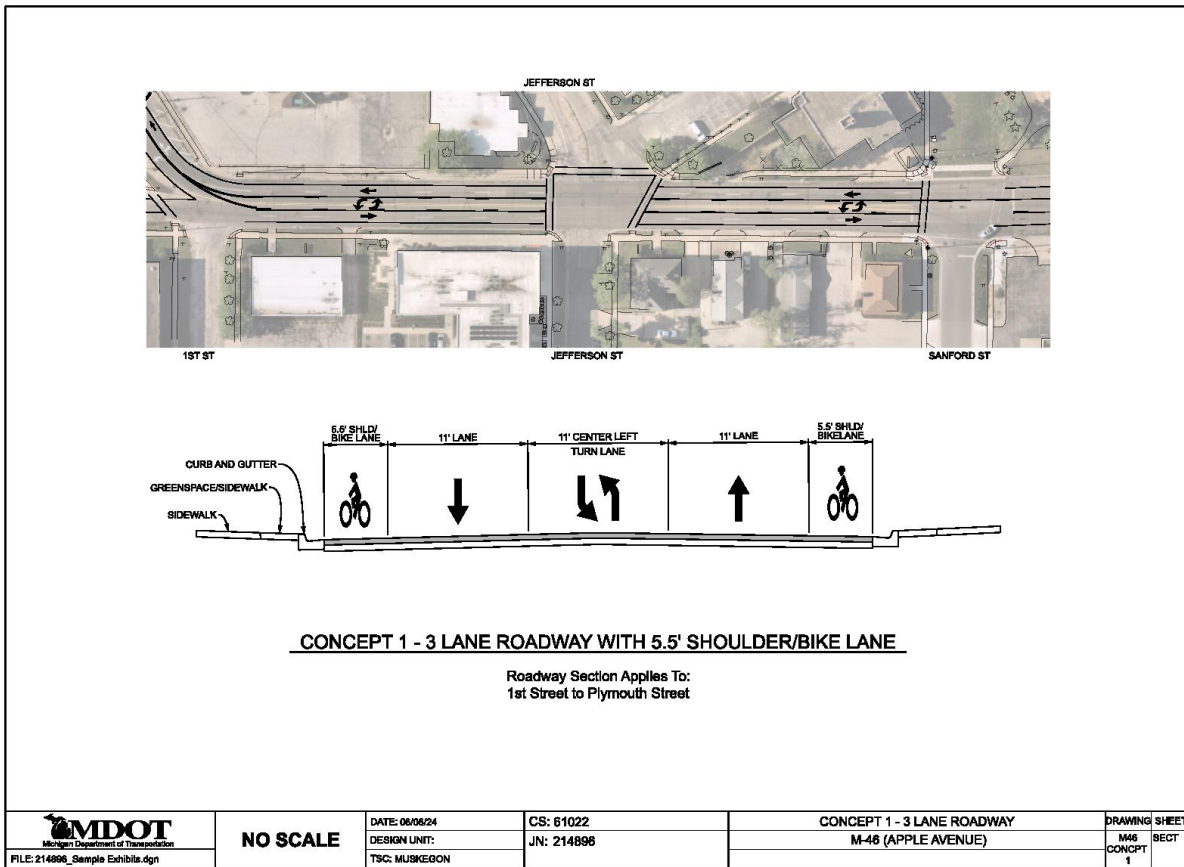 JEFFERSON ST
1ST ST
JEFFERSON ST
SANFORD ST
5.5' SHLD/
BIKE LANE
11' LANE
11' CENTER LEFT
TURN LANE
11' LANE
5.5' SHLD/
BIKELANE
CURB AND GUTTER
GREENSPACE/SIDEWALK
SIDEWALK
CONCEPT 1 - 3 LANE ROADWAY WITH 5.5' SHOULDER/BIKE LANE
Roadway Section Applies To:
1st Street to Plymouth Street
MDOT
Michigan Department of Transportation
FILE: 214896_Sample Exhibits.dgn
NO SCALE
DATE: 06/06/24
DESIGN UNIT:
TSC: MUSKEGON
CS: 61022
JN: 214896
CONCEPT 1 - 3 LANE ROADWAY
M-46 (APPLE AVENUE)
DRAWING SHEET
M46 SECT
CONCPT
1